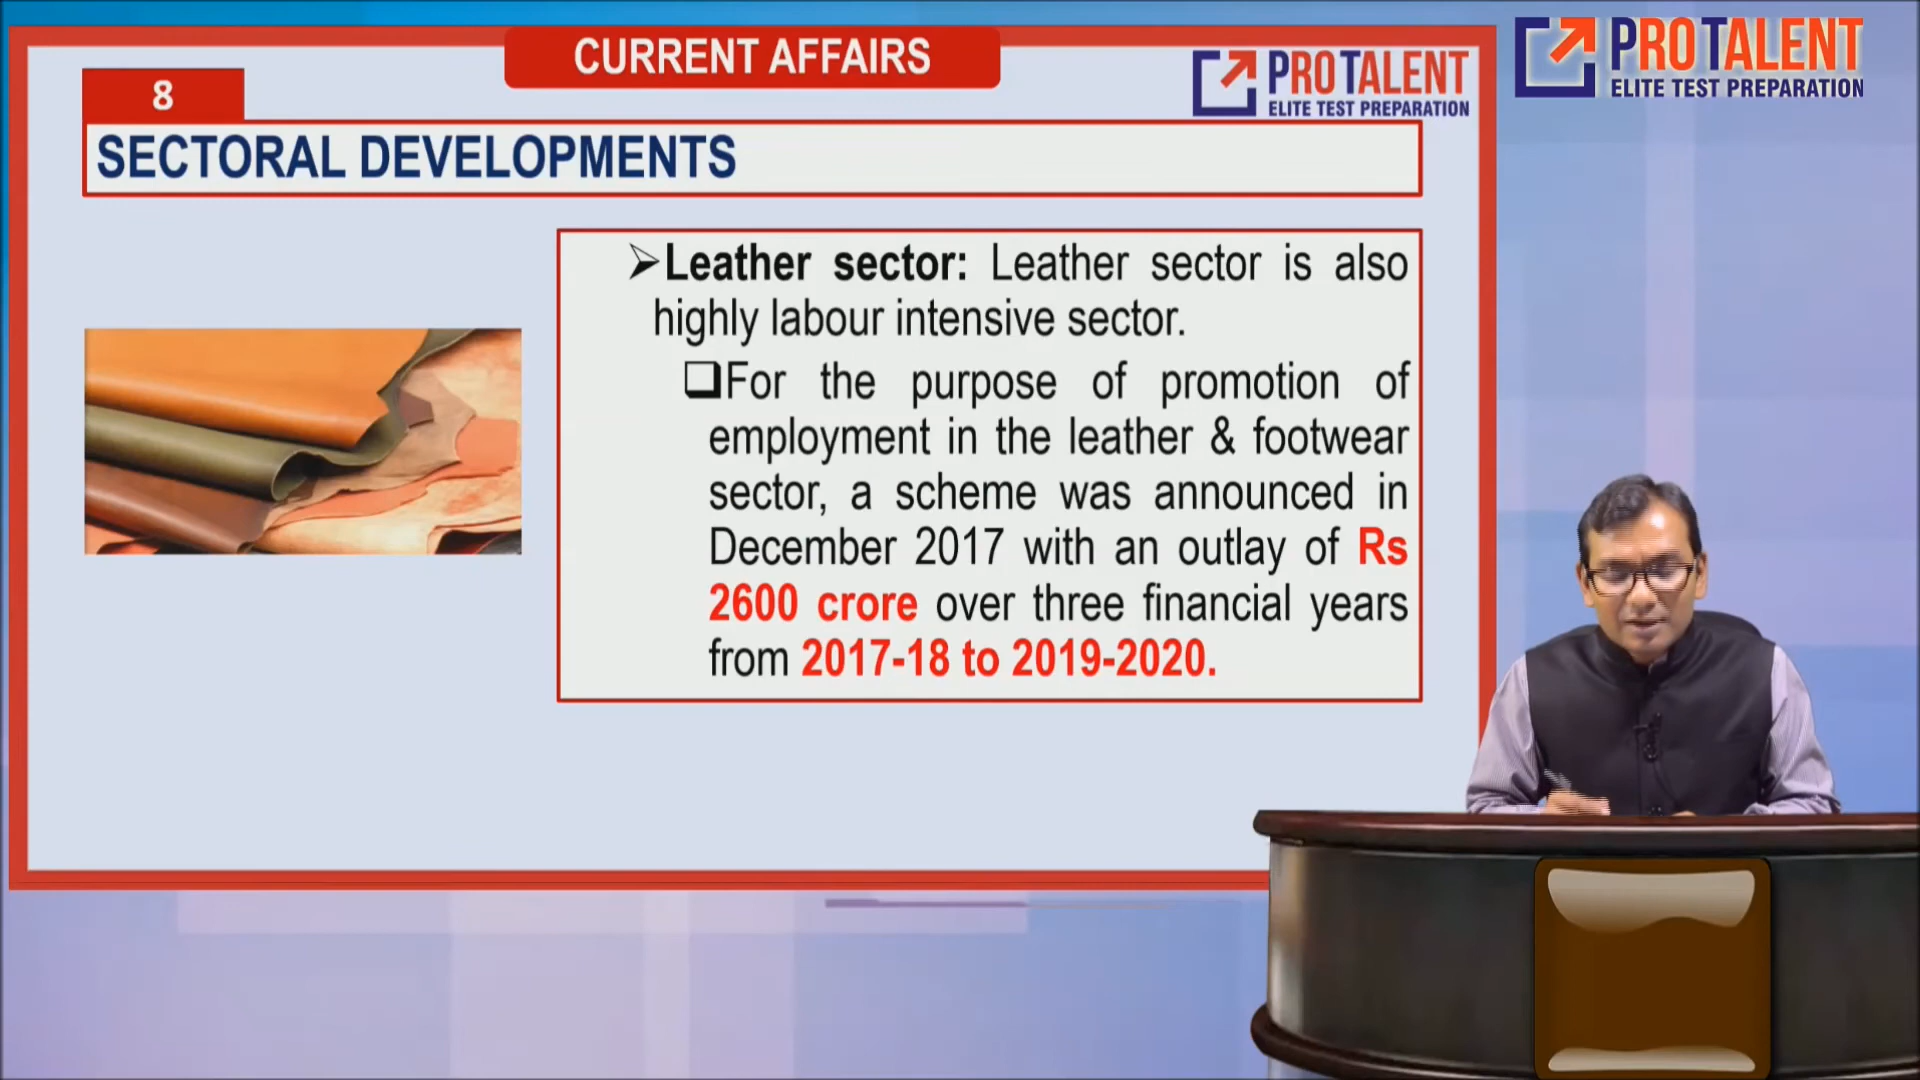 CURRENT AFFAIRS
PROTALENT
ELITE TEST PREPARATION
PROTALENT
ELITE TEST PREPARATION
8
SECTORAL DEVELOPMENTS
➢Leather sector: Leather sector is also
highly labour intensive sector.
❑For the purpose of promotion of
employment in the leather & footwear
sector, a scheme was announced in
December 2017 with an outlay of Rs
2600 crore over three financial years
from 2017-18 to 2019-2020.